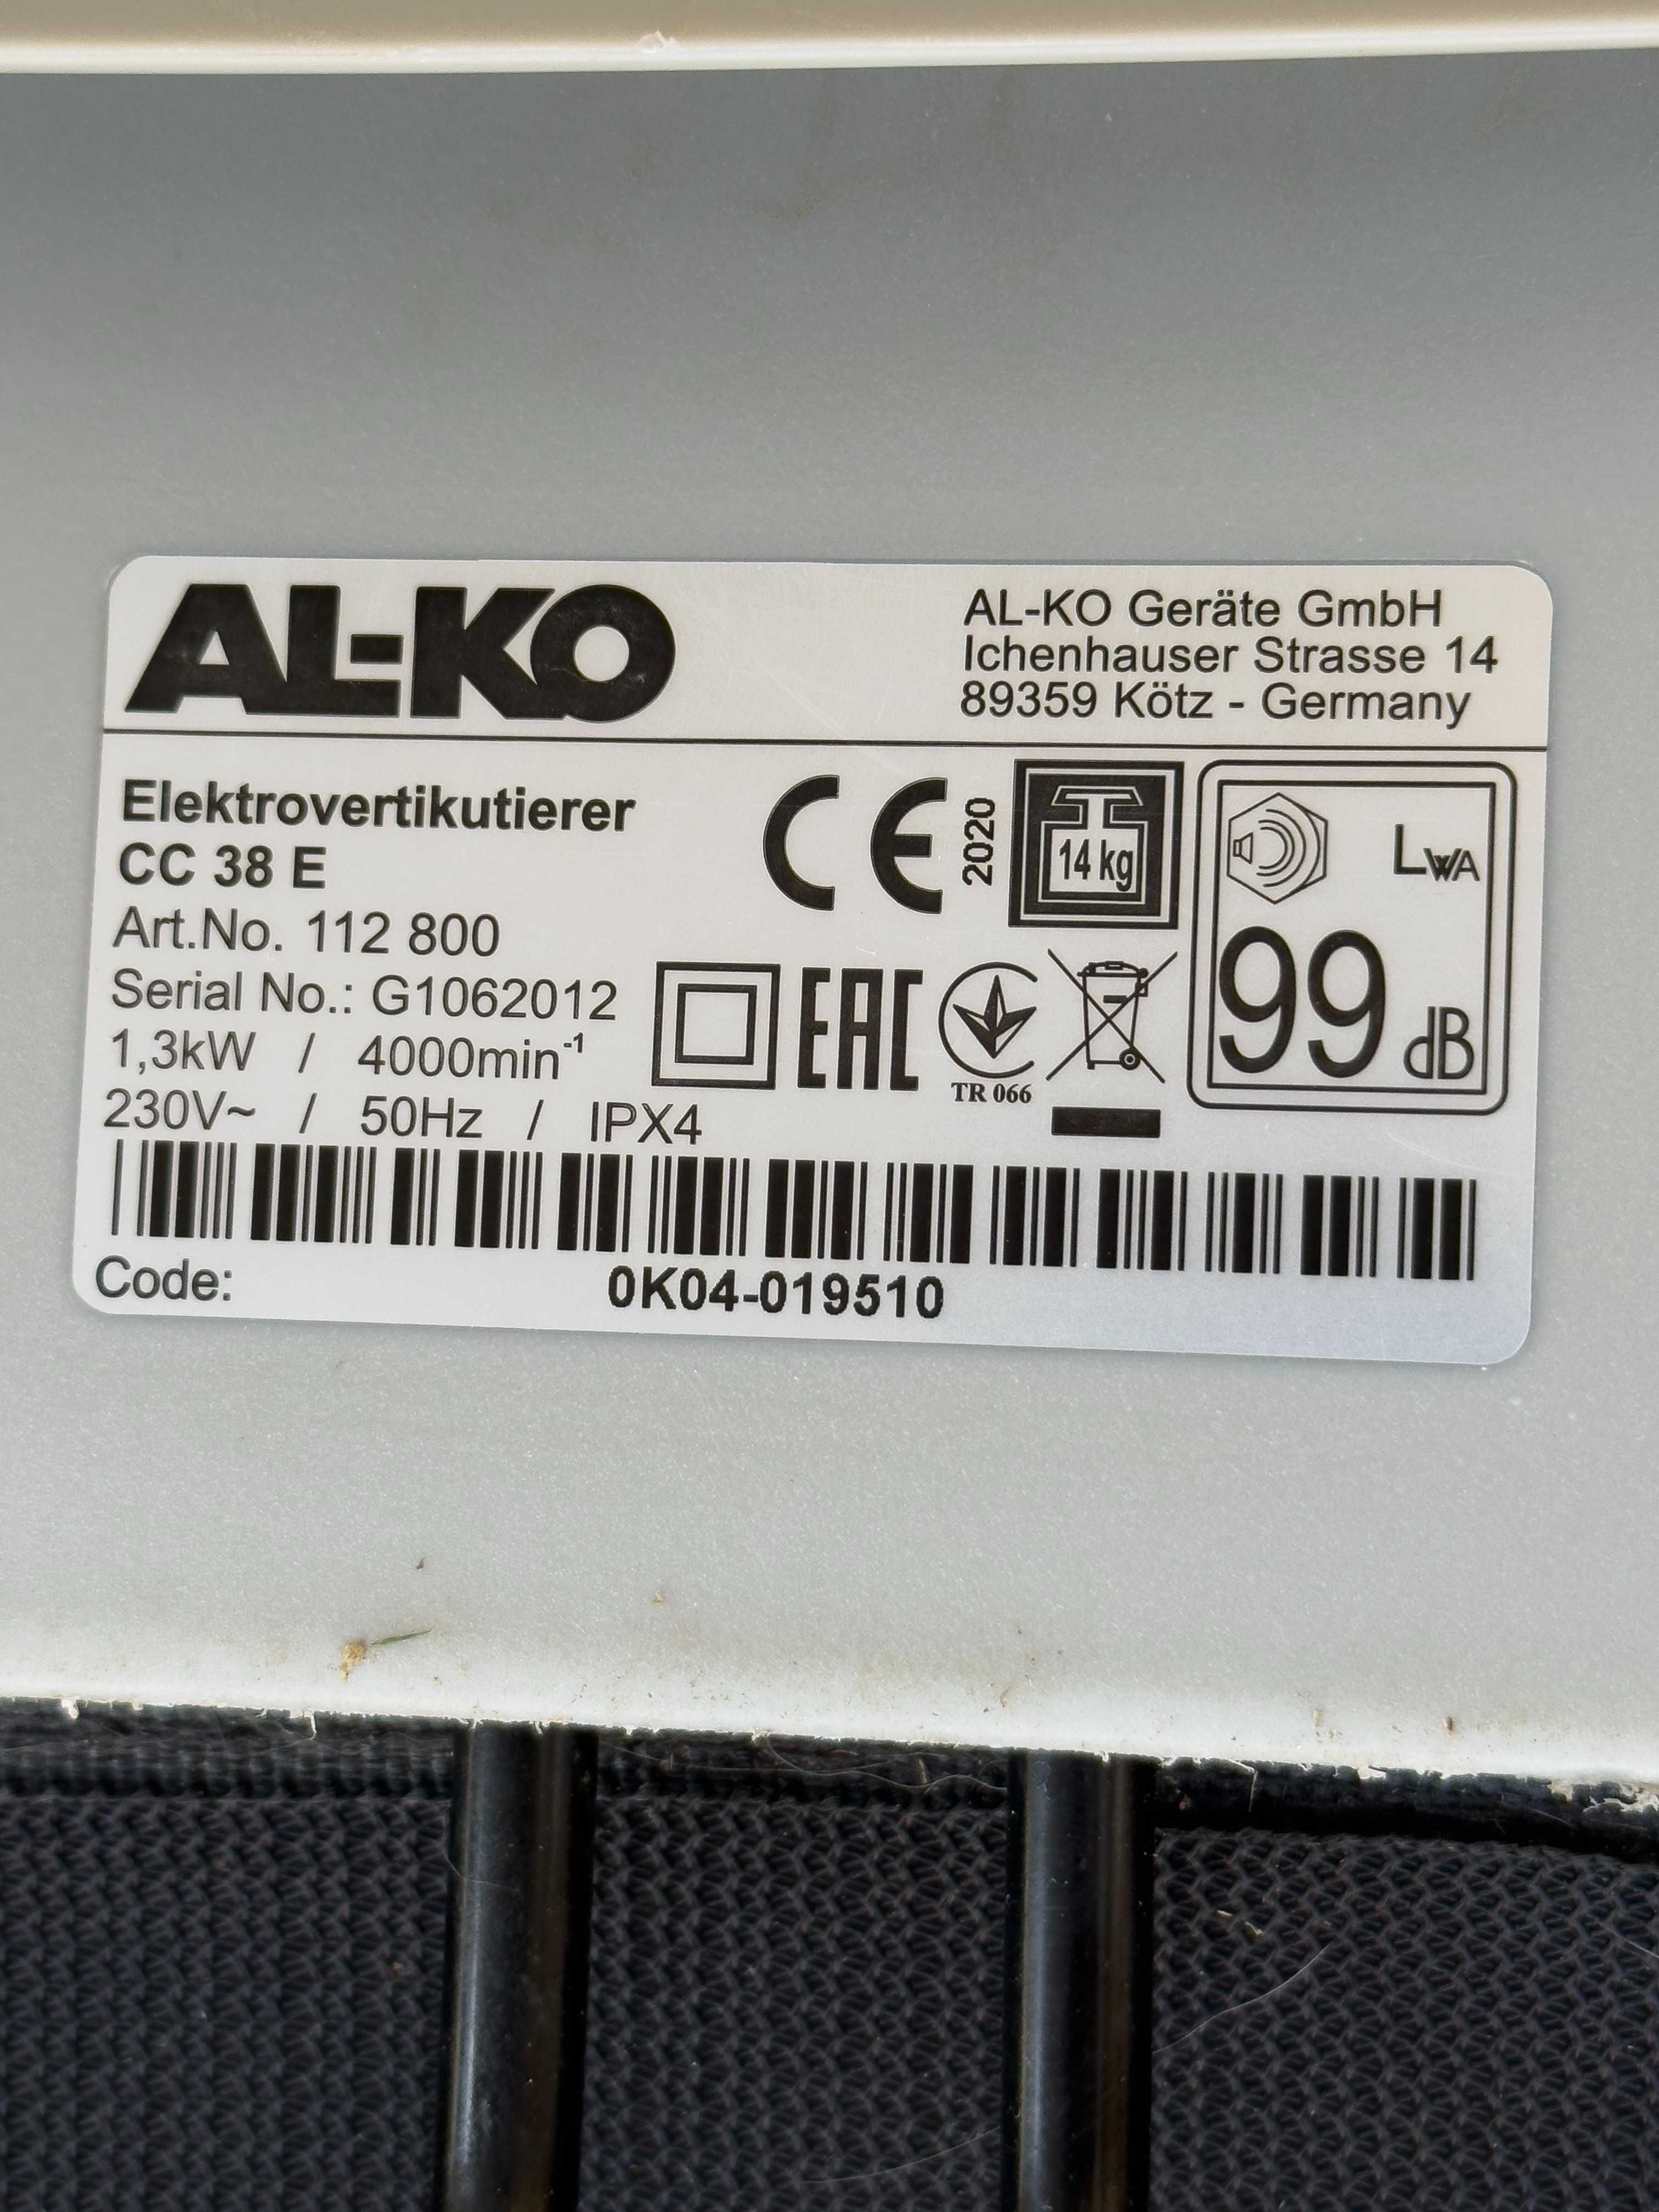 AL-KO
AL-KO Geräte GmbH
Ichenhauser Strasse 14
89359 Kötz - Germany
Elektrovertikutierer
CC 38 E
Art.No. 112 800
Serial No.: G1062012
1,3kW / 4000min⁻¹
230V~ / 50Hz / IPX4
CE
2020
14 kg
EAC
TR 066
LWA
99 dB
Code: 0K04-019510